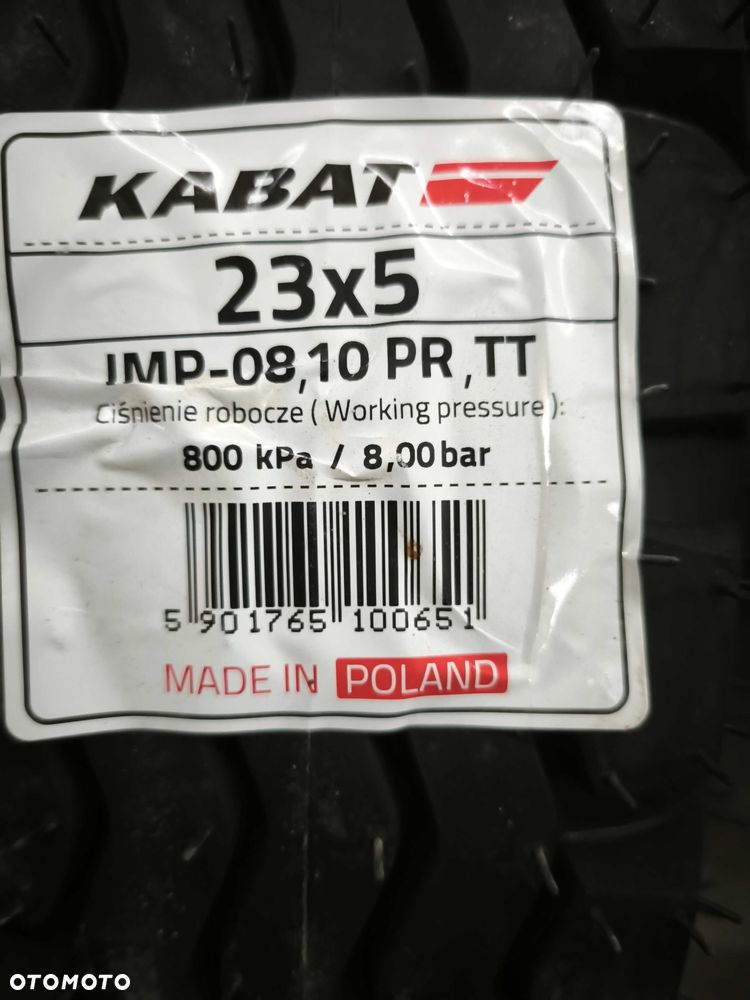 KABAT
23x5
IMP-08,10 PR ,TT
Ciśnienie robocze ( Working pressure ):
800 kPa / 8,00 bar
5 901765 100651
MADE IN POLAND
OTOMOTO